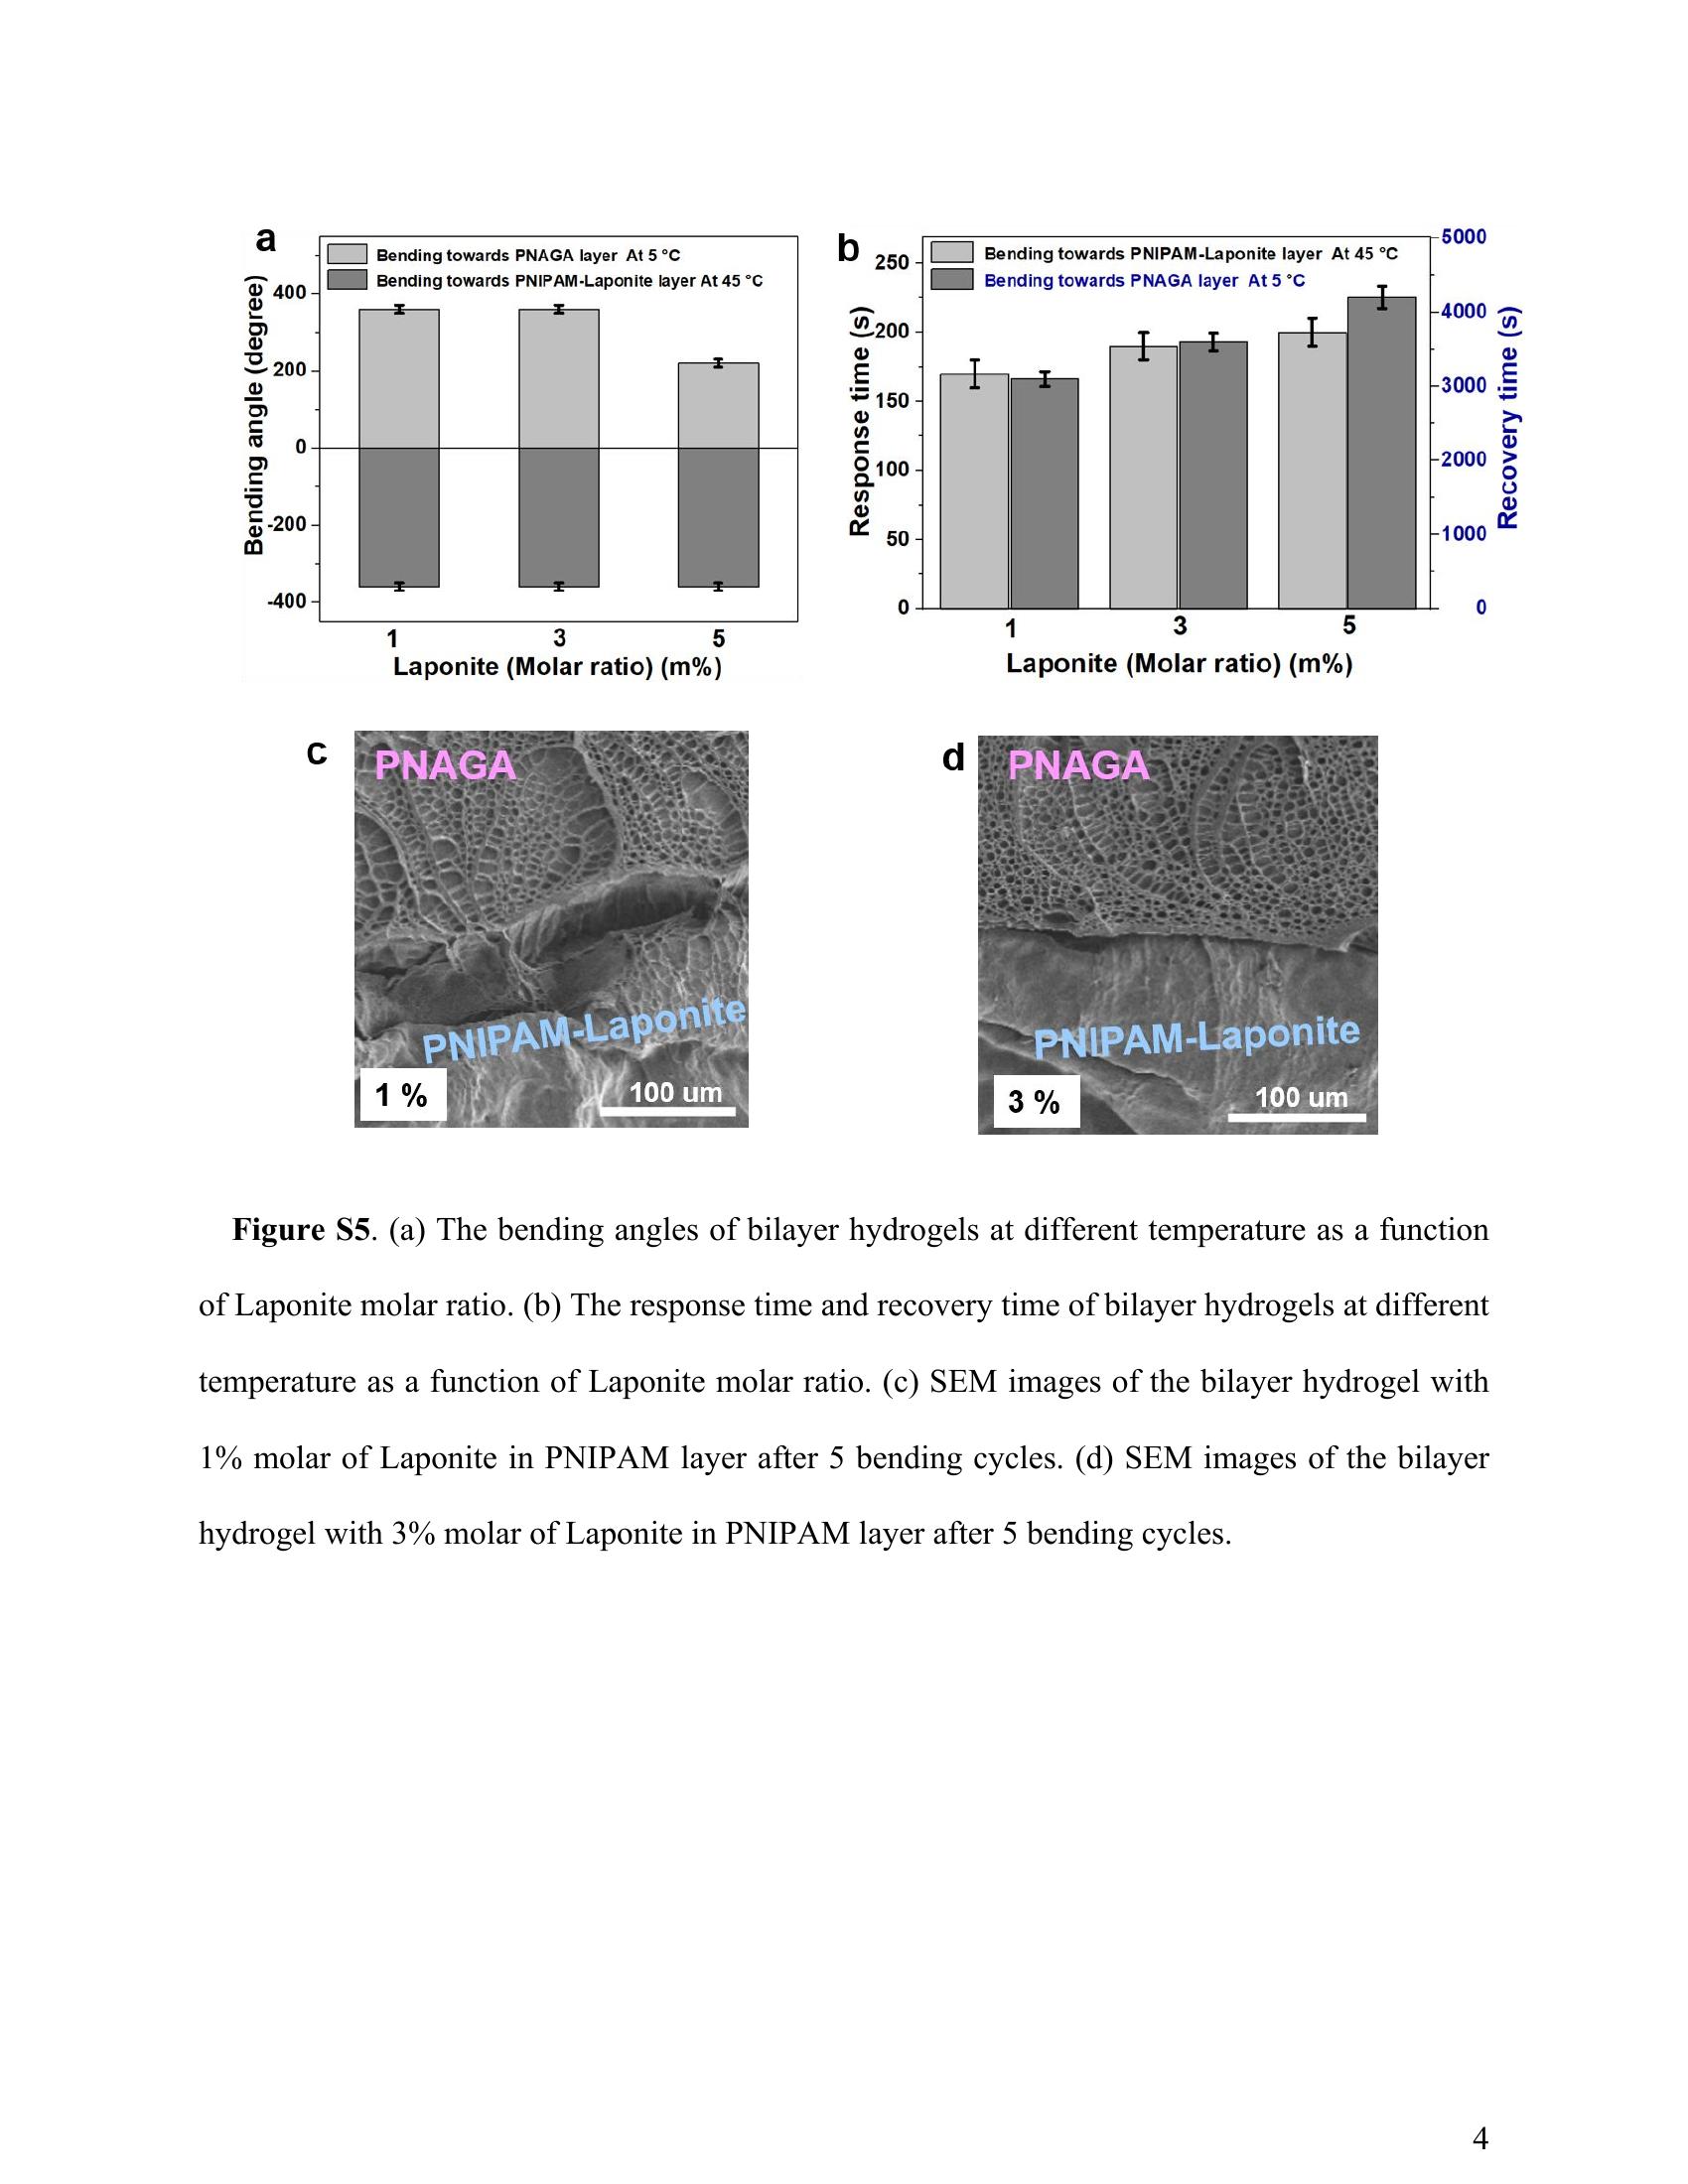 a
Bending towards PNAGA layer At 5 °C
Bending towards PNIPAM-Laponite layer At 45 °C
Bending angle (degree)
400
200
0
-200
-400
1 3 5
Laponite (Molar ratio) (m%)
b
Bending towards PNIPAM-Laponite layer At 45 °C
Bending towards PNAGA layer At 5 °C
Response time (s)
250
200
150
100
50
0
5000
4000
3000
2000
1000
0
Recovery time (s)
1 3 5
Laponite (Molar ratio) (m%)
c
PNAGA
PNIPAM-Laponite
1 %
100 um
d
PNAGA
PNIPAM-Laponite
3 %
100 um
Figure S5. (a) The bending angles of bilayer hydrogels at different temperature as a function
of Laponite molar ratio. (b) The response time and recovery time of bilayer hydrogels at different
temperature as a function of Laponite molar ratio. (c) SEM images of the bilayer hydrogel with
1% molar of Laponite in PNIPAM layer after 5 bending cycles. (d) SEM images of the bilayer
hydrogel with 3% molar of Laponite in PNIPAM layer after 5 bending cycles.
4